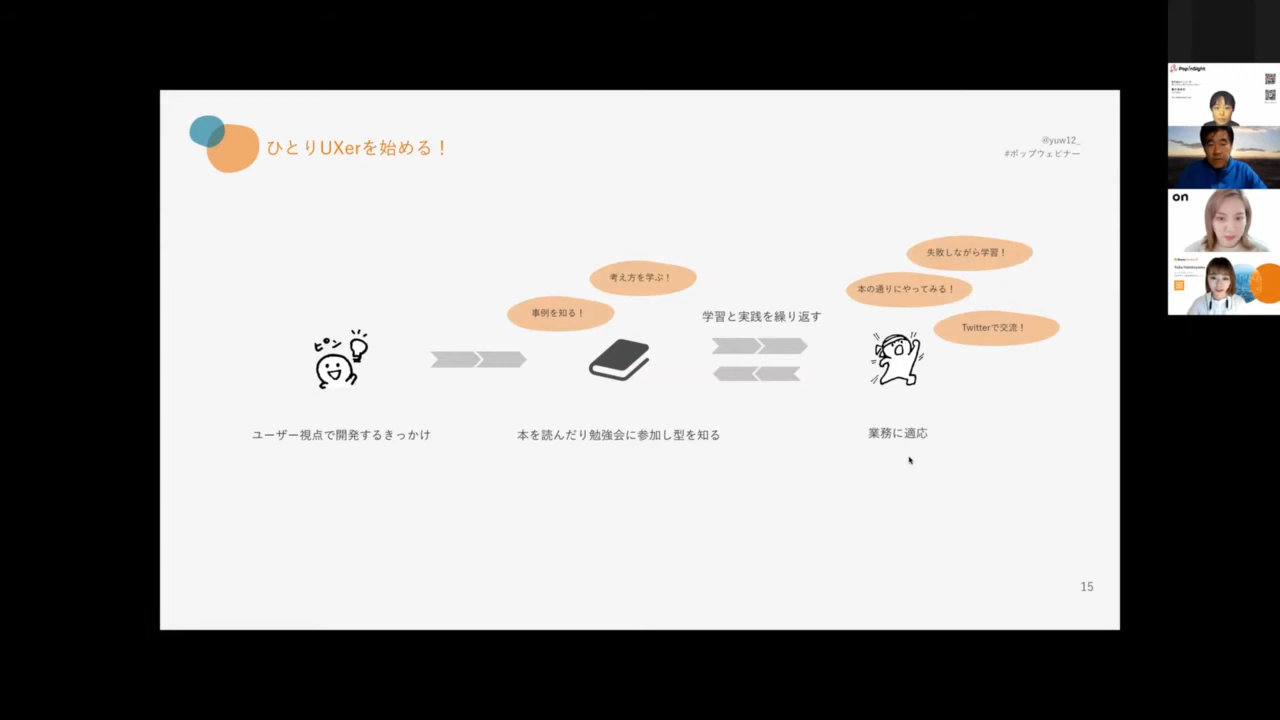 ひとりUXerを始める！
@yuw12_
#ポップウェビナー
失敗しながら学習！
考え方を学ぶ！
本の通りにやってみる！
事例を知る！
学習と実践を繰り返す
Twitterで交流！
ピン
ユーザー視点で開発するきっかけ
本を読んだり勉強会に参加し型を知る
業務に適応
15
PopInSight
on